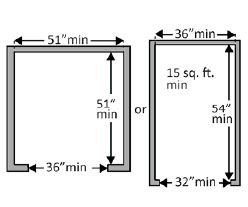 51“min
51“
min
36”min
or
36”min
15 sq. ft.
min
54”
min
32”min